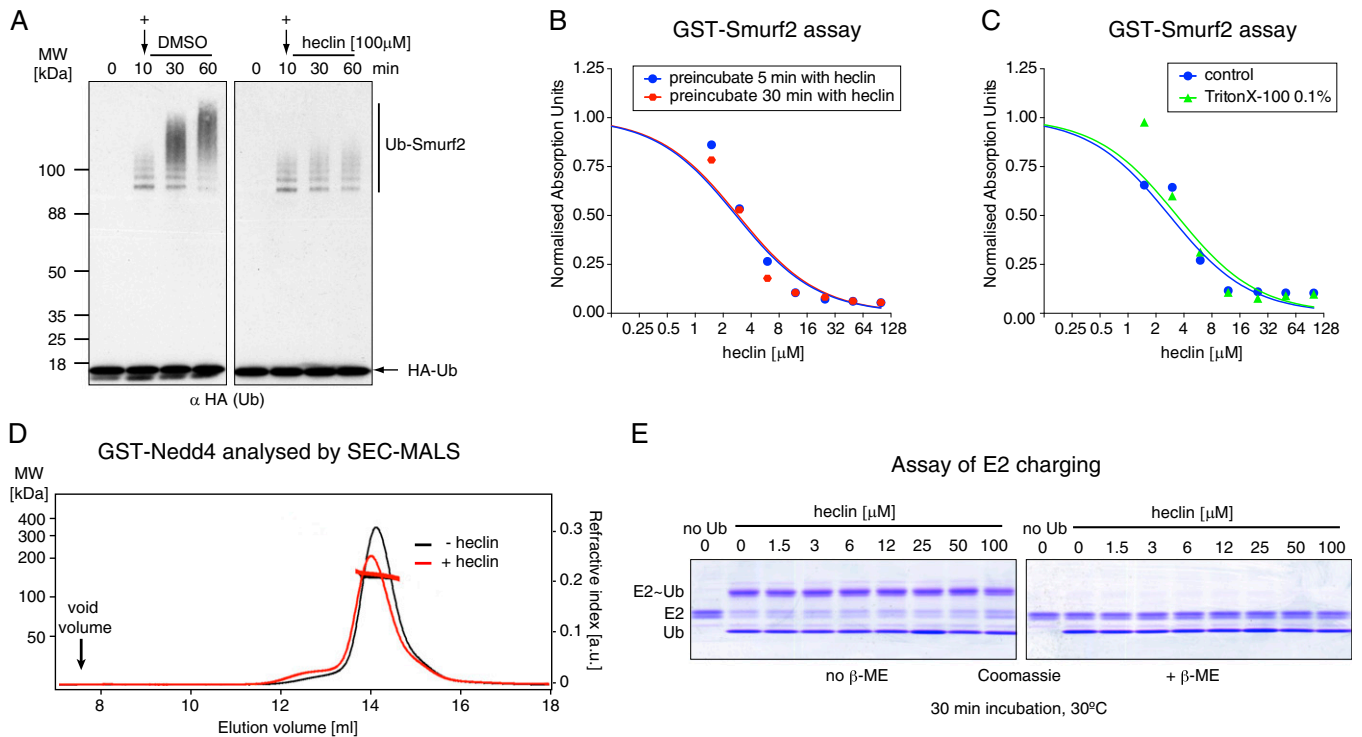 A
+
DMSO
+
heclin [100μM]
MW
[kDa]
0 10 30 60
0 10 30 60 min
100
88
50
35
25
18
Ub-Smurf2
HA-Ub
α HA (Ub)
B
GST-Smurf2 assay
preincubate 5 min with heclin
preincubate 30 min with heclin
Normalised Absorption Units
1.25
1.00
0.75
0.50
0.25
0.00
0.25 0.5 1 2 4 8 16 32 64 128
heclin [μM]
C
GST-Smurf2 assay
control
TritonX-100 0.1%
Normalised Absorption Units
1.25
1.00
0.75
0.50
0.25
0.00
0.25 0.5 1 2 4 8 16 32 64 128
heclin [μM]
D
GST-Nedd4 analysed by SEC-MALS
MW
[kDa]
400
300
200
100
50
void
volume
- heclin
+ heclin
0.3
0.2
0.1
0
Refractive index [a.u.]
8 10 12 14 16 18
Elution volume [ml]
E
Assay of E2 charging
heclin [μM]
no Ub
0 0 1.5 3 6 12 25 50 100
heclin [μM]
no Ub
0 0 1.5 3 6 12 25 50 100
E2~Ub
E2
Ub
no β-ME
Coomassie
+ β-ME
30 min incubation, 30ºC